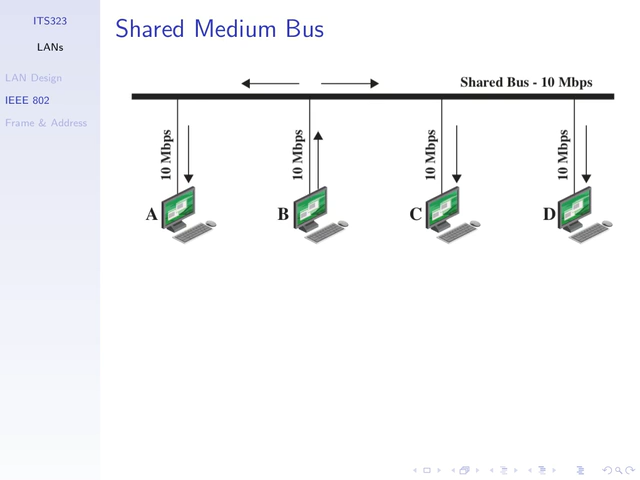 ITS323
LANs
LAN Design
IEEE 802
Frame & Address
Shared Medium Bus
Shared Bus - 10 Mbps
10 Mbps
10 Mbps
10 Mbps
10 Mbps
A
B
C
D